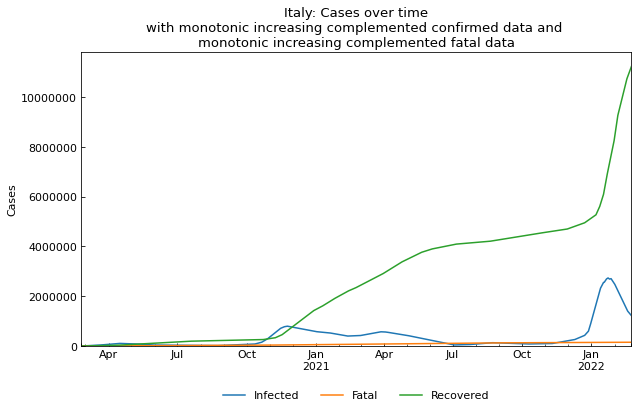 Italy: Cases over time
with monotonic increasing complemented confirmed data and
monotonic increasing complemented fatal data
Cases
10000000
8000000
6000000
4000000
2000000
0
Apr Jul Oct Jan Apr Jul Oct Jan
2021 2022
Infected Fatal Recovered